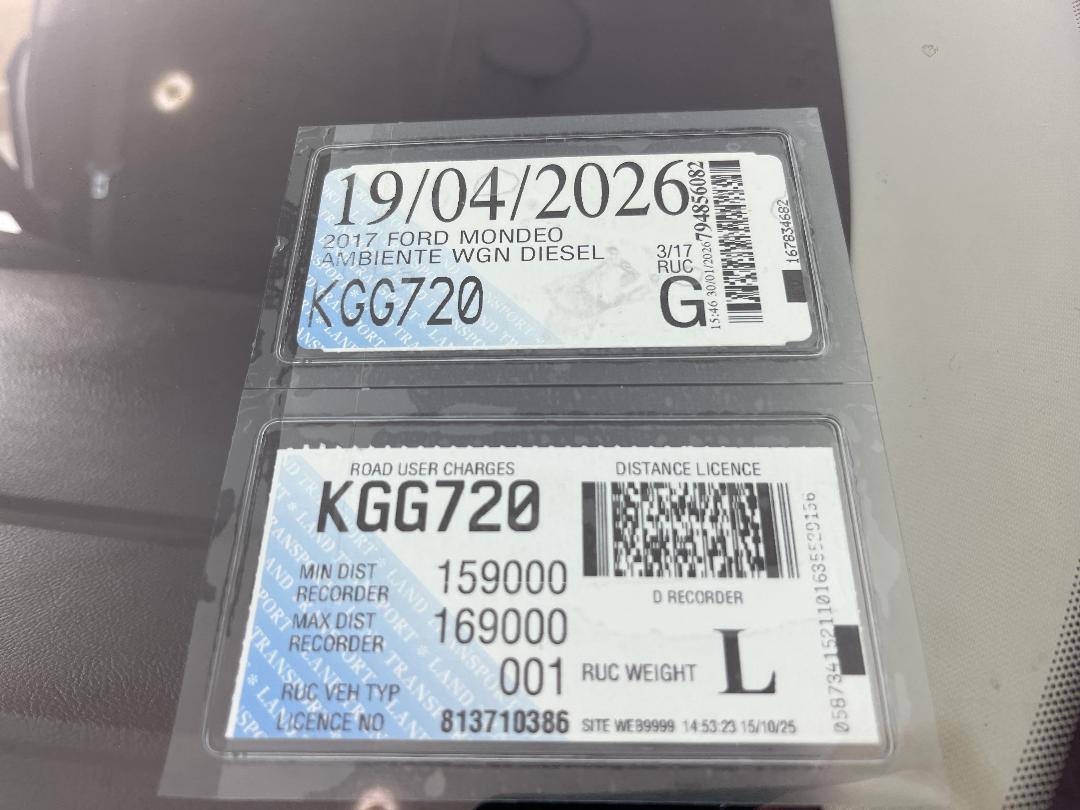 19/04/2026
2017 FORD MONDEO
AMBIENTE WGN DIESEL
3/17
RUC
KGG720
G
15:46 30/01/2026 794856082
167834682
ROAD USER CHARGES
KGG720
DISTANCE LICENCE
MIN DIST
RECORDER
159000
D RECORDER
MAX DIST
RECORDER
169000
RUC VEH TYP
001
RUC WEIGHT
L
LICENCE NO
813710386
SITE WEB9999 14:53:23 15/10/25